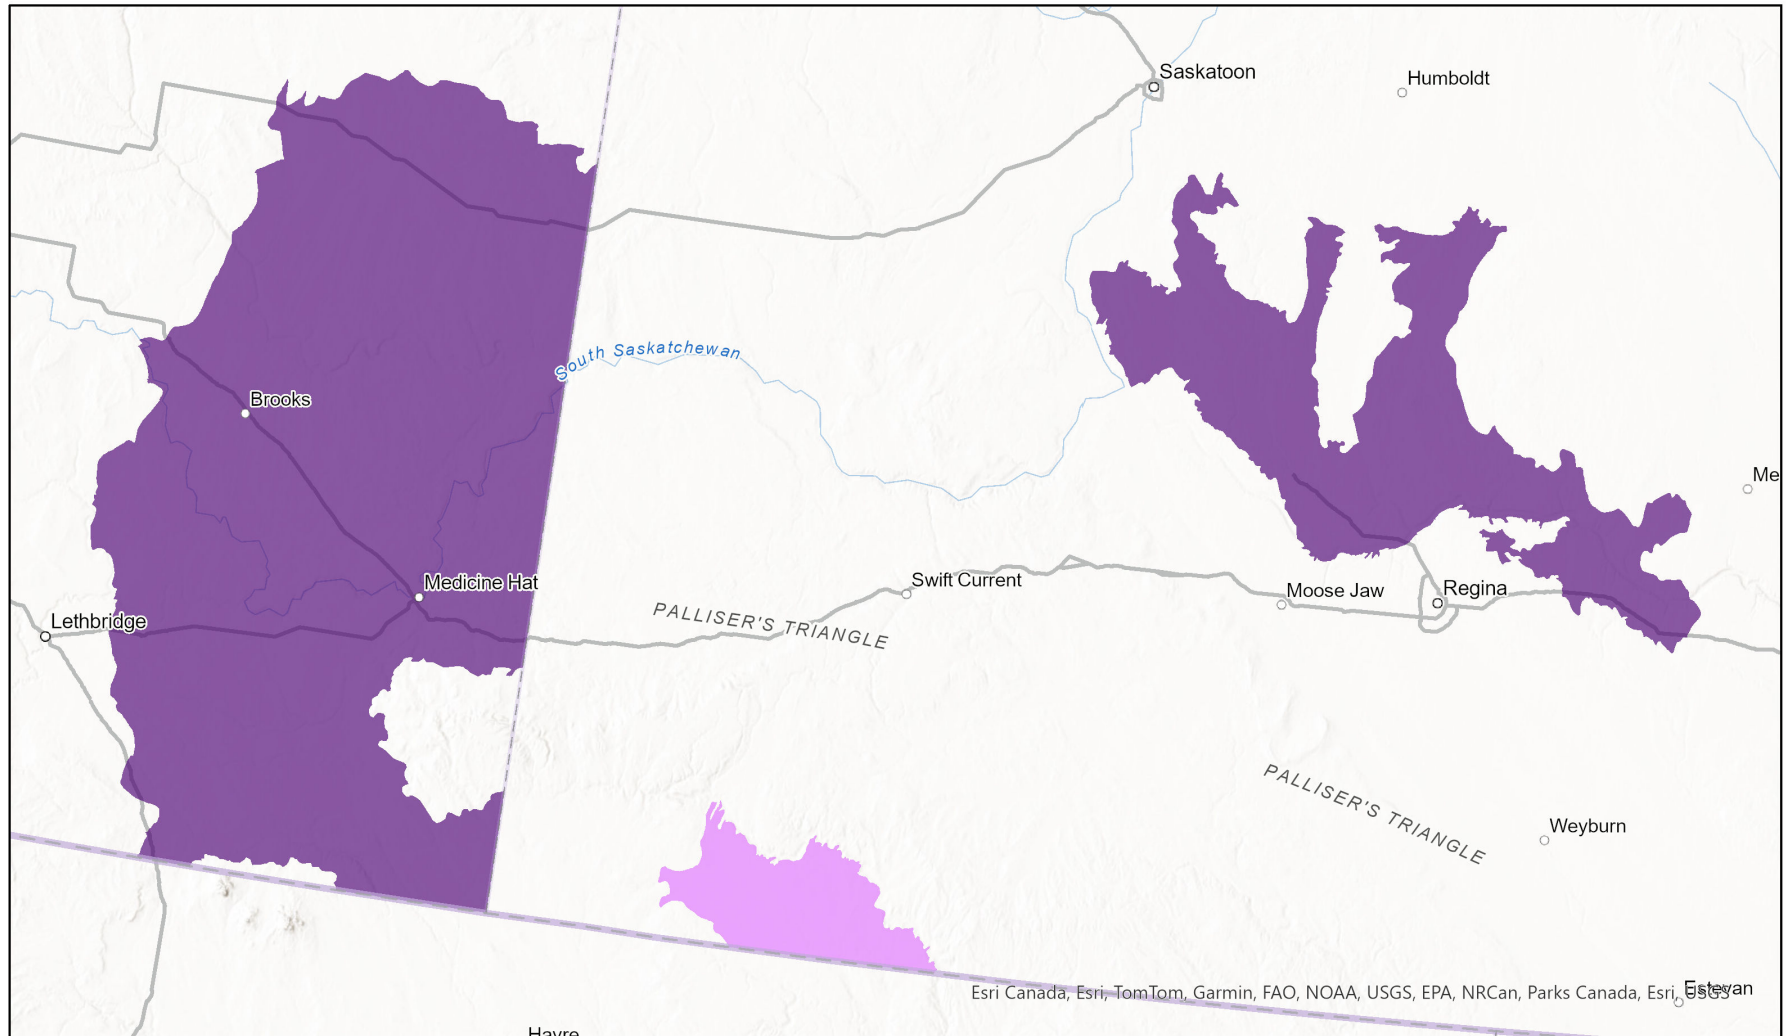 Saskatoon
Humboldt
South Saskatchewan
Brooks
Me
Medicine Hat
Swift Current
Moose Jaw
Regina
Lethbridge
PALLISER'S TRIANGLE
PALLISER'S TRIANGLE
Weyburn
Estevan
Esri Canada, Esri, TomTom, Garmin, FAO, NOAA, USGS, EPA, NRCan, Parks Canada, Esri, USGS
Havre